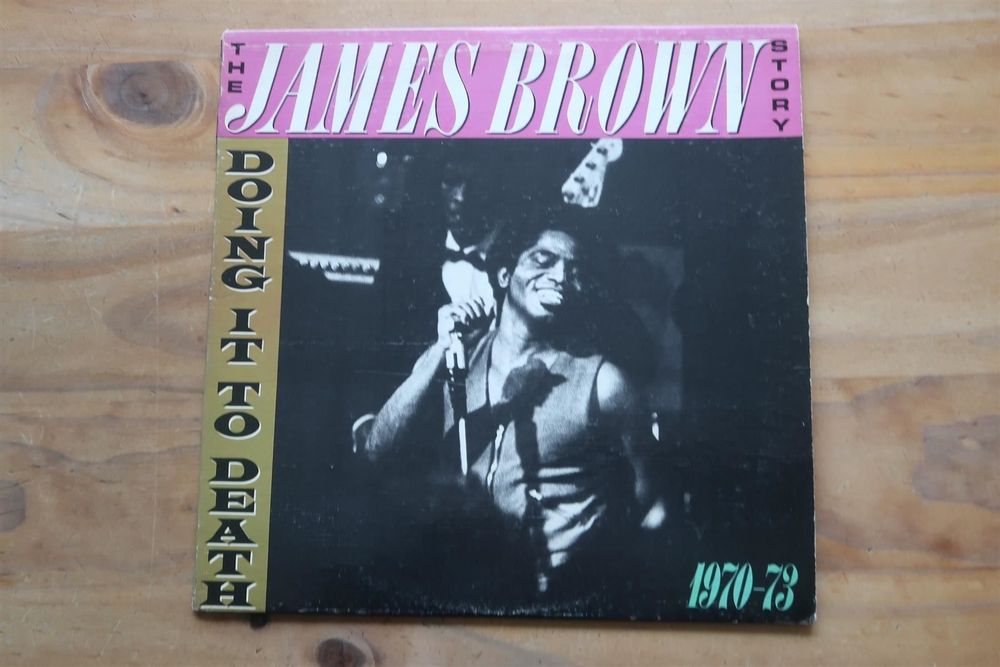 THE
JAMES BROWN
STORY
DOING IT TO DEATH
1970-73